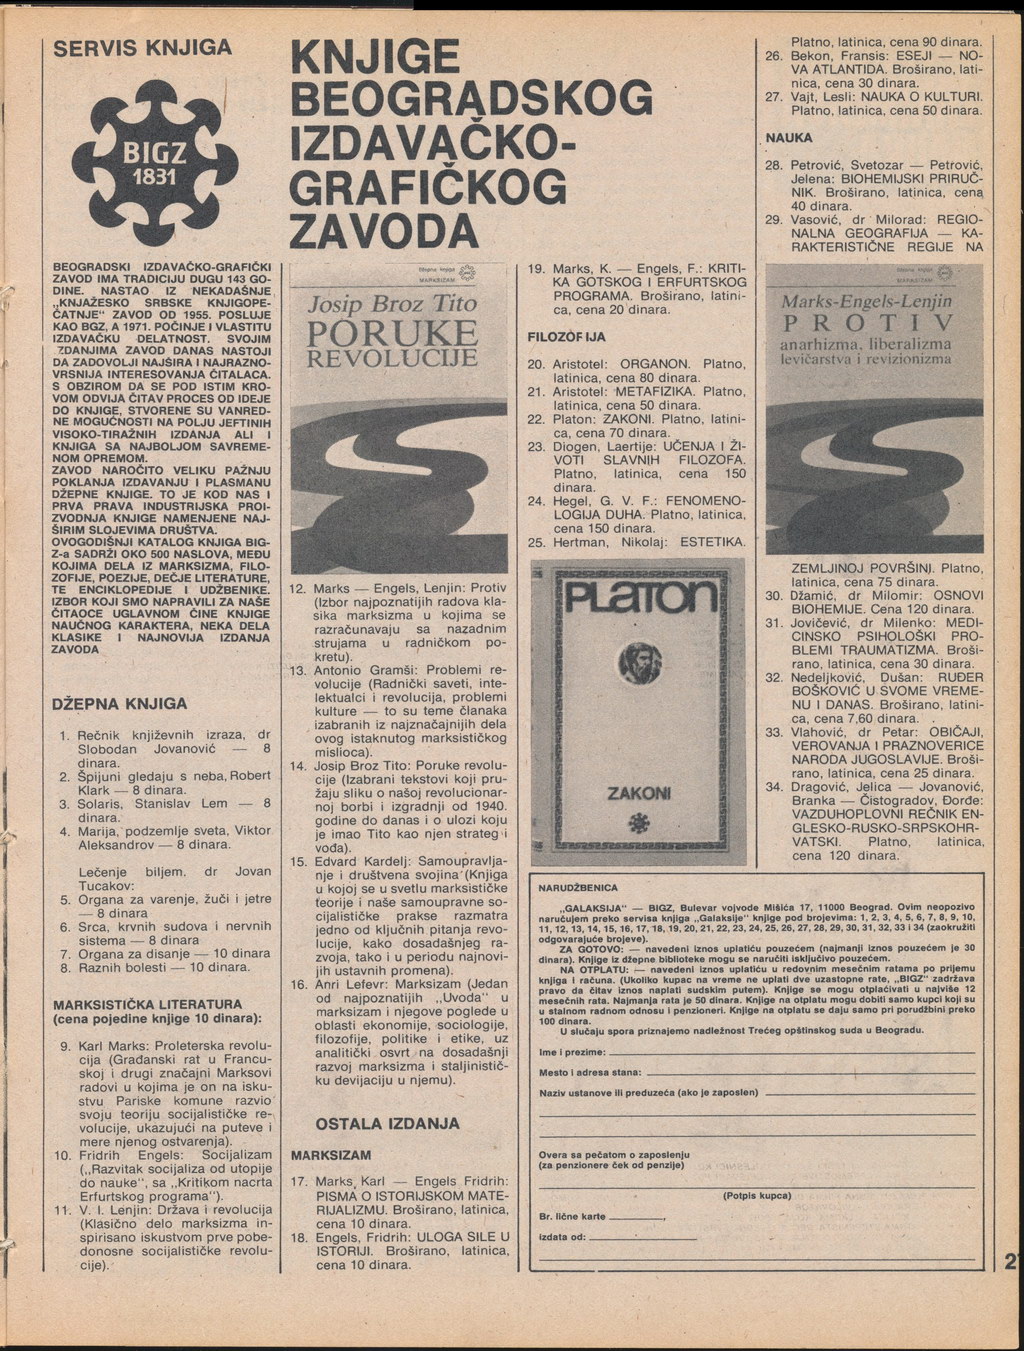 SERVIS KNJIGA
BIGZ
1831
KNJIGE
BEOGRADSKOG
IZDAVAČKO-
GRAFIČKOG
ZAVODA
BEOGRADSKI IZDAVAČKO-GRAFIČKI
ZAVOD IMA TRADICIJU DUGU 143 GO-
DINE. NASTAO IZ NEKADAŠNJE
„KNJAŽESKO SRBSKE KNJIGOPE-
ČATNJE“ ZAVOD OD 1955. POSLUJE
KAO BGZ, A 1971. POČINJE I VLASTITU
IZDAVAČKU DELATNOST. SVOJIM
IZDANJIMA ZAVOD DANAS NASTOJI
DA ZADOVOLJI NAJŠIRA I NAJRAZNO-
VRSNIJA INTERESOVANJA ČITALACA.
S OBZIROM DA SE POD ISTIM KRO-
VOM ODVIJA ČITAV PROCES OD IDEJE
DO KNJIGE, STVORENE SU VANRED-
NE MOGUĆNOSTI NA POLJU JEFTINIH
VISOKO-TIRAŽNIH IZDANJA ALI I
KNJIGA SA NAJBOLJOM SAVREME-
NOM OPREMOM.
ZAVOD NAROČITO VELIKU PAŽNJU
POKLANJA IZDAVANJU I PLASMANU
DŽEPNE KNJIGE. TO JE KOD NAS I
PRVA PRAVA INDUSTRIJSKA PROI-
ZVODNJA KNJIGE NAMENJENE NAJ-
ŠIRIM SLOJEVIMA DRUŠTVA.
OVOGODIŠNJI KATALOG KNJIGA BIG-
Z-a SADRŽI OKO 500 NASLOVA, MEĐU
KOJIMA DELA IZ MARKSIZMA, FILO-
ZOFIJE, POEZIJE, DEČJE LITERATURE,
TE ENCIKLOPEDIJE I UDŽBENIKE.
IZBOR KOJI SMO NAPRAVILI ZA NAŠE
ČITAOCE UGLAVNOM ČINE KNJIGE
NAUČNOG KARAKTERA, NEKA DELA
KLASIKE I NAJNOVIJA IZDANJA
ZAVODA
DŽEPNA KNJIGA
1. Rečnik književnih izraza, dr
Slobodan Jovanović — 8
dinara.
2. Špijuni gledaju s neba, Robert
Klark — 8 dinara.
3. Solaris, Stanislav Lem — 8
dinara.
4. Marija, podzemlje sveta, Viktor
Aleksandrov — 8 dinara.
Lečenje biljem. dr Jovan
Tucakov:
5. Organa za varenje, žuči i jetre
— 8 dinara
6. Srca, krvnih sudova i nervnih
sistema — 8 dinara
7. Organa za disanje — 10 dinara
8. Raznih bolesti — 10 dinara.
MARKSISTIČKA LITERATURA
(cena pojedine knjige 10 dinara):
9. Karl Marks: Proleterska revolu-
cija (Građanski rat u Francu-
skoj i drugi značajni Marksovi
radovi u kojima je on na isku-
stvu Pariske komune razvio
svoju teoriju socijalističke re-
volucije, ukazujući na puteve i
mere njenog ostvarenja).
10. Fridrih Engels: Socijalizam
(„Razvitak socijaliza od utopije
do nauke“, sa „Kritikom nacrta
Erfurtskog programa“).
11. V. I. Lenjin: Država i revolucija
(Klasično delo marksizma in-
spirisano iskustvom prve pobe-
donosne socijalističke revolu-
cije).
džepna knjiga
MARKSIZAM
Josip Broz Tito
PORUKE
REVOLUCIJE
12. Marks — Engels, Lenjin: Protiv
(Izbor najpoznatijih radova kla-
sika marksizma u kojima se
razračunavaju sa nazadnim
strujama u radničkom po-
kretu).
13. Antonio Gramši: Problemi re-
volucije (Radnički saveti, inte-
lektualci i revolucija, problemi
kulture — to su teme članaka
izabranih iz najznačajnijih dela
ovog istaknutog marksističkog
mislioca).
14. Josip Broz Tito: Poruke revolu-
cije (Izabrani tekstovi koji pru-
žaju sliku o našoj revolucionar-
noj borbi i izgradnji od 1940.
godine do danas i o ulozi koju
je imao Tito kao njen strateg i
vođa).
15. Edvard Kardelj: Samoupravlja-
nje i društvena svojina (Knjiga
u kojoj se u svetlu marksističke
teorije i naše samoupravne so-
cijalističke prakse razmatra
jedno od ključnih pitanja revo-
lucije, kako dosadašnjeg ra-
zvoja, tako i u periodu najnovi-
jih ustavnih promena).
16. Anri Lefevr: Marksizam (Jedan
od najpoznatijih „Uvoda“ u
marksizam i njegove poglede u
oblasti ekonomije, sociologije,
filozofije, politike i etike, uz
analitički osvrt na dosadašnji
razvoj marksizma i staljinistič-
ku devijaciju u njemu).
OSTALA IZDANJA
MARKSIZAM
17. Marks, Karl — Engels Fridrih:
PISMA O ISTORIJSKOM MATE-
RIJALIZMU. Broširano, latinica,
cena 10 dinara.
18. Engels, Fridrih: ULOGA SILE U
ISTORIJI. Broširano, latinica,
cena 10 dinara.
19. Marks, K. — Engels, F.: KRITI-
KA GOTSKOG I ERFURTSKOG
PROGRAMA. Broširano, latini-
ca, cena 20 dinara.
FILOZOFIJA
20. Aristotel: ORGANON. Platno,
latinica, cena 80 dinara.
21. Aristotel: METAFIZIKA. Platno,
latinica, cena 50 dinara.
22. Platon: ZAKONI. Platno, latini-
ca, cena 70 dinara.
23. Diogen, Laertije: UČENJA I ŽI-
VOTI SLAVNIH FILOZOFA.
Platno, latinica, cena 150
dinara.
24. Hegel, G. V. F.: FENOMENO-
LOGIJA DUHA. Platno, latinica,
cena 150 dinara.
25. Hertman, Nikolaj: ESTETIKA.
PLATON
ZAKONI
Platno, latinica, cena 90 dinara.
26. Bekon, Fransis: ESEJI — NO-
VA ATLANTIDA. Broširano, lati-
nica, cena 30 dinara.
27. Vajt, Lesli: NAUKA O KULTURI.
Platno, latinica, cena 50 dinara.
NAUKA
28. Petrović, Svetozar — Petrović,
Jelena: BIOHEMIJSKI PRIRUČ-
NIK. Broširano, latinica, cena
40 dinara.
29. Vasović, dr Milorad: REGIO-
NALNA GEOGRAFIJA — KA-
RAKTERISTIČNE REGIJE NA
džepna knjiga
MARKSIZAM
Marks-Engels-Lenjin
PROTIV
anarhizma, liberalizma
levičarstva i revizionizma
ZEMLJINOJ POVRŠINI. Platno,
latinica, cena 75 dinara.
30. Džamić, dr Milomir: OSNOVI
BIOHEMIJE. Cena 120 dinara.
31. Jovičević, dr Milenko: MEDI-
CINSKO PSIHOLOŠKI PRO-
BLEMI TRAUMATIZMA. Broši-
rano, latinica, cena 30 dinara.
32. Nedeljković, Dušan: RUĐER
BOŠKOVIĆ U SVOME VREME-
NU I DANAS. Broširano, latini-
ca, cena 7,60 dinara.
33. Vlahović, dr Petar: OBIČAJI,
VEROVANJA I PRAZNOVERICE
NARODA JUGOSLAVIJE. Broši-
rano, latinica, cena 25 dinara.
34. Dragović, Jelica — Jovanović,
Branka — Čistogradov, Đorđe:
VAZDUHOPLOVNI REČNIK EN-
GLESKO-RUSKO-SRPSKOHR-
VATSKI. Platno, latinica,
cena 120 dinara.
NARUDŽBENICA
„GALAKSIJA“ — BIGZ, Bulevar vojvode Mišića 17, 11000 Beograd. Ovim neopozivo
naručujem preko servisa knjiga „Galaksije“ knjige pod brojevima: 1, 2, 3, 4, 5, 6, 7, 8, 9, 10,
11, 12, 13, 14, 15, 16, 17, 18, 19, 20, 21, 22, 23, 24, 25, 26, 27, 28, 29, 30, 31, 32, 33 i 34 (zaokružiti
odgovarajuće brojeve).
ZA GOTOVO: — navedeni iznos uplatiću pouzećem (najmanji iznos pouzećem je 30
dinara). Knjige iz džepne biblioteke mogu se naručiti isključivo pouzećem.
NA OTPLATU: — navedeni iznos uplatiću u redovnim mesečnim ratama po prijemu
knjiga i računa. (Ukoliko kupac na vreme ne uplati dve uzastopne rate, „BIGZ“ zadržava
pravo da čitav iznos naplati sudskim putem). Knjige se mogu otplaćivati u najviše 12
mesečnih rata. Najmanja rata je 50 dinara. Knjige na otplatu mogu dobiti samo kupci koji su
u stalnom radnom odnosu i penzioneri. Knjige na otplatu se daju samo pri porudžbini preko
100 dinara.
U slučaju spora priznajemo nadležnost Trećeg opštinskog suda u Beogradu.
Ime i prezime:
Mesto i adresa stana:
Naziv ustanove ili preduzeća (ako je zaposlen)
Overa sa pečatom o zaposlenju
(za penzionere ček od penzije)
(Potpis kupca)
Br. lične karte
izdata od: